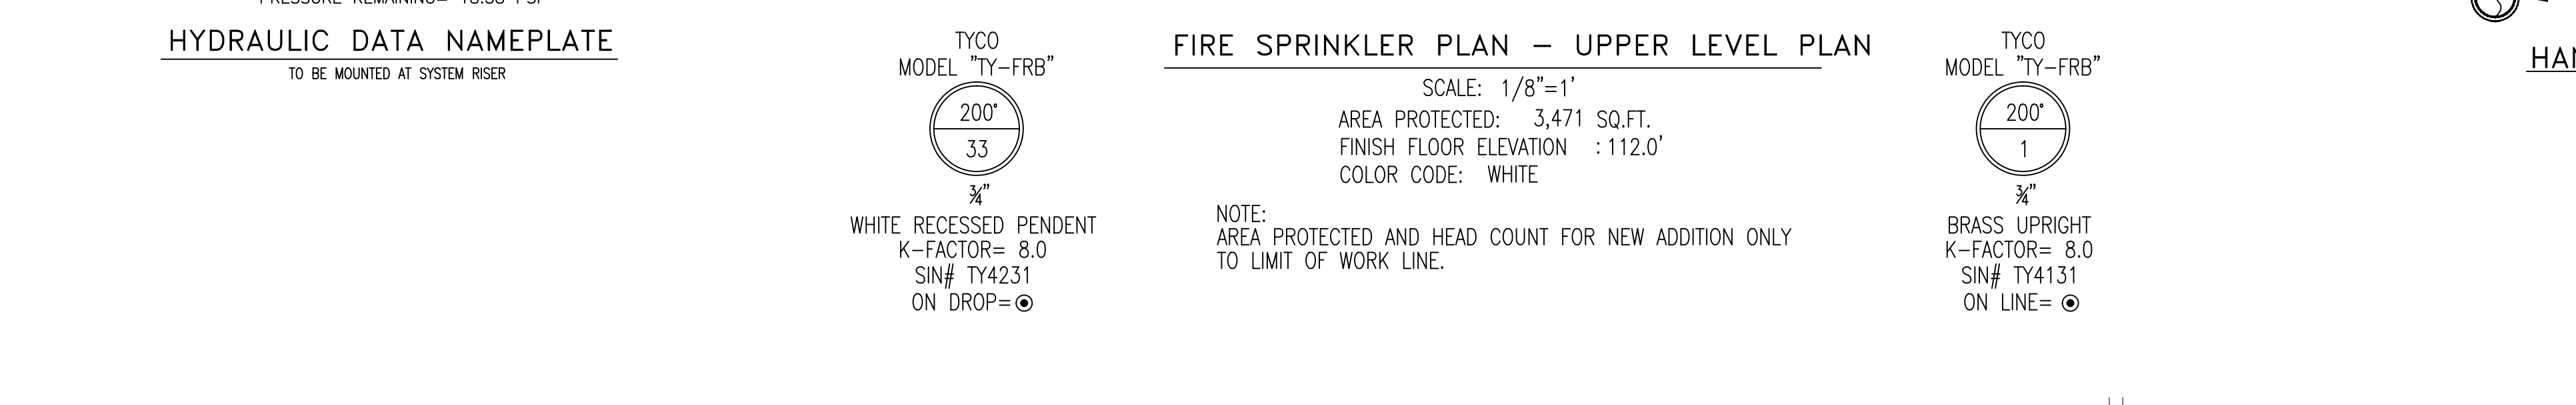 HYDRAULIC DATA NAMEPLATE
TO BE MOUNTED AT SYSTEM RISER
TYCO
MODEL "TY-FRB"
200°
33
¾"
WHITE RECESSED PENDENT
K-FACTOR= 8.0
SIN# TY4231
ON DROP=
FIRE SPRINKLER PLAN - UPPER LEVEL PLAN
SCALE: 1/8"=1'
AREA PROTECTED: 3,471 SQ.FT.
FINISH FLOOR ELEVATION : 112.0'
COLOR CODE: WHITE
NOTE:
AREA PROTECTED AND HEAD COUNT FOR NEW ADDITION ONLY
TO LIMIT OF WORK LINE.
TYCO
MODEL "TY-FRB"
200°
1
¾"
BRASS UPRIGHT
K-FACTOR= 8.0
SIN# TY4131
ON LINE=